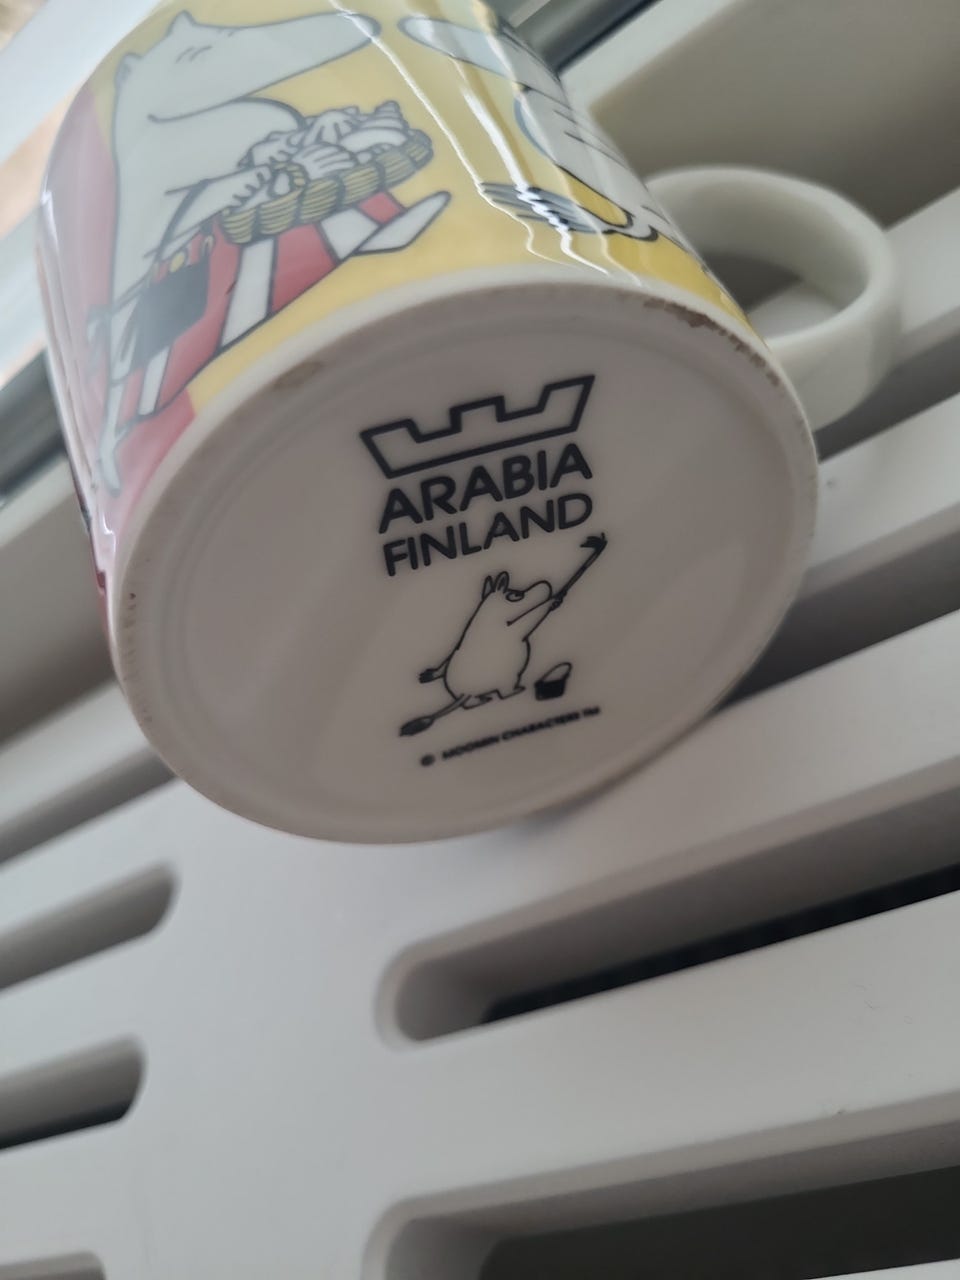 ARABIA
FINLAND
© MOOMIN CHARACTERS ™